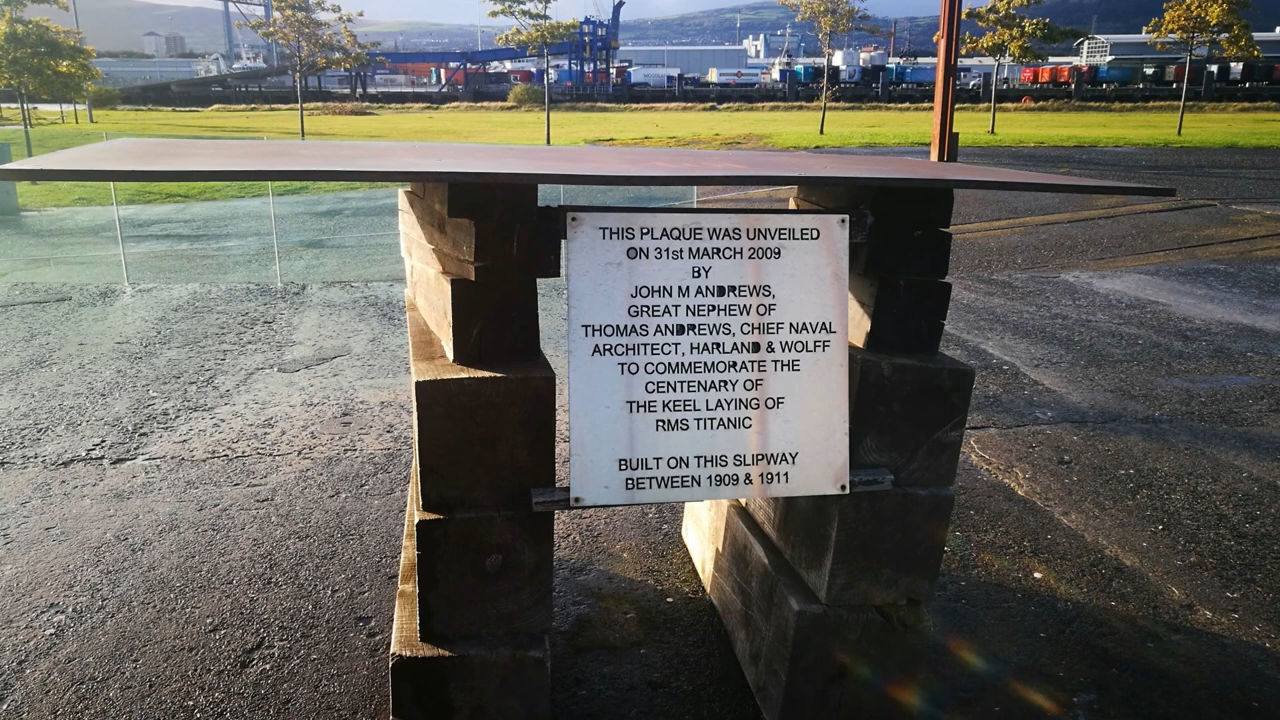 THIS PLAQUE WAS UNVEILED
ON 31st MARCH 2009
BY
JOHN M ANDREWS,
GREAT NEPHEW OF
THOMAS ANDREWS, CHIEF NAVAL
ARCHITECT, HARLAND & WOLFF
TO COMMEMORATE THE
CENTENARY OF
THE KEEL LAYING OF
RMS TITANIC
BUILT ON THIS SLIPWAY
BETWEEN 1909 & 1911